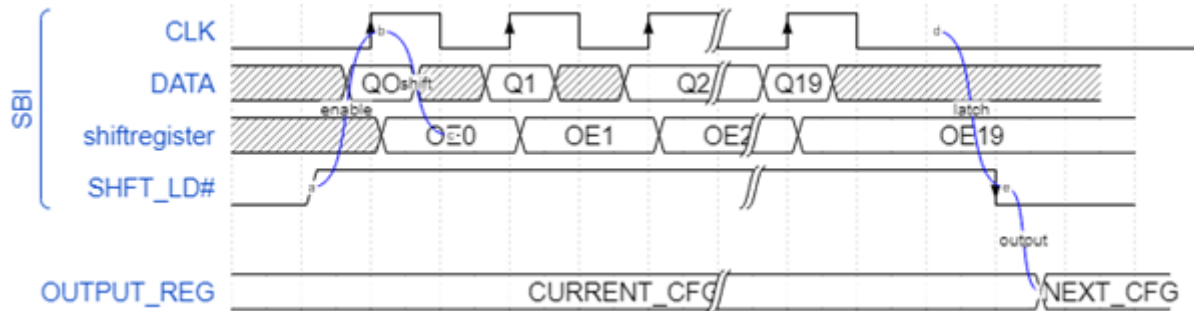 SBI
CLK b d
DATA QO shift Q1 Q2 Q19
enable latch
shiftregister c OE0 OE1 OE2 OE19
SHFT_LD# a e
output
OUTPUT_REG CURRENT_CFG NEXT_CFG